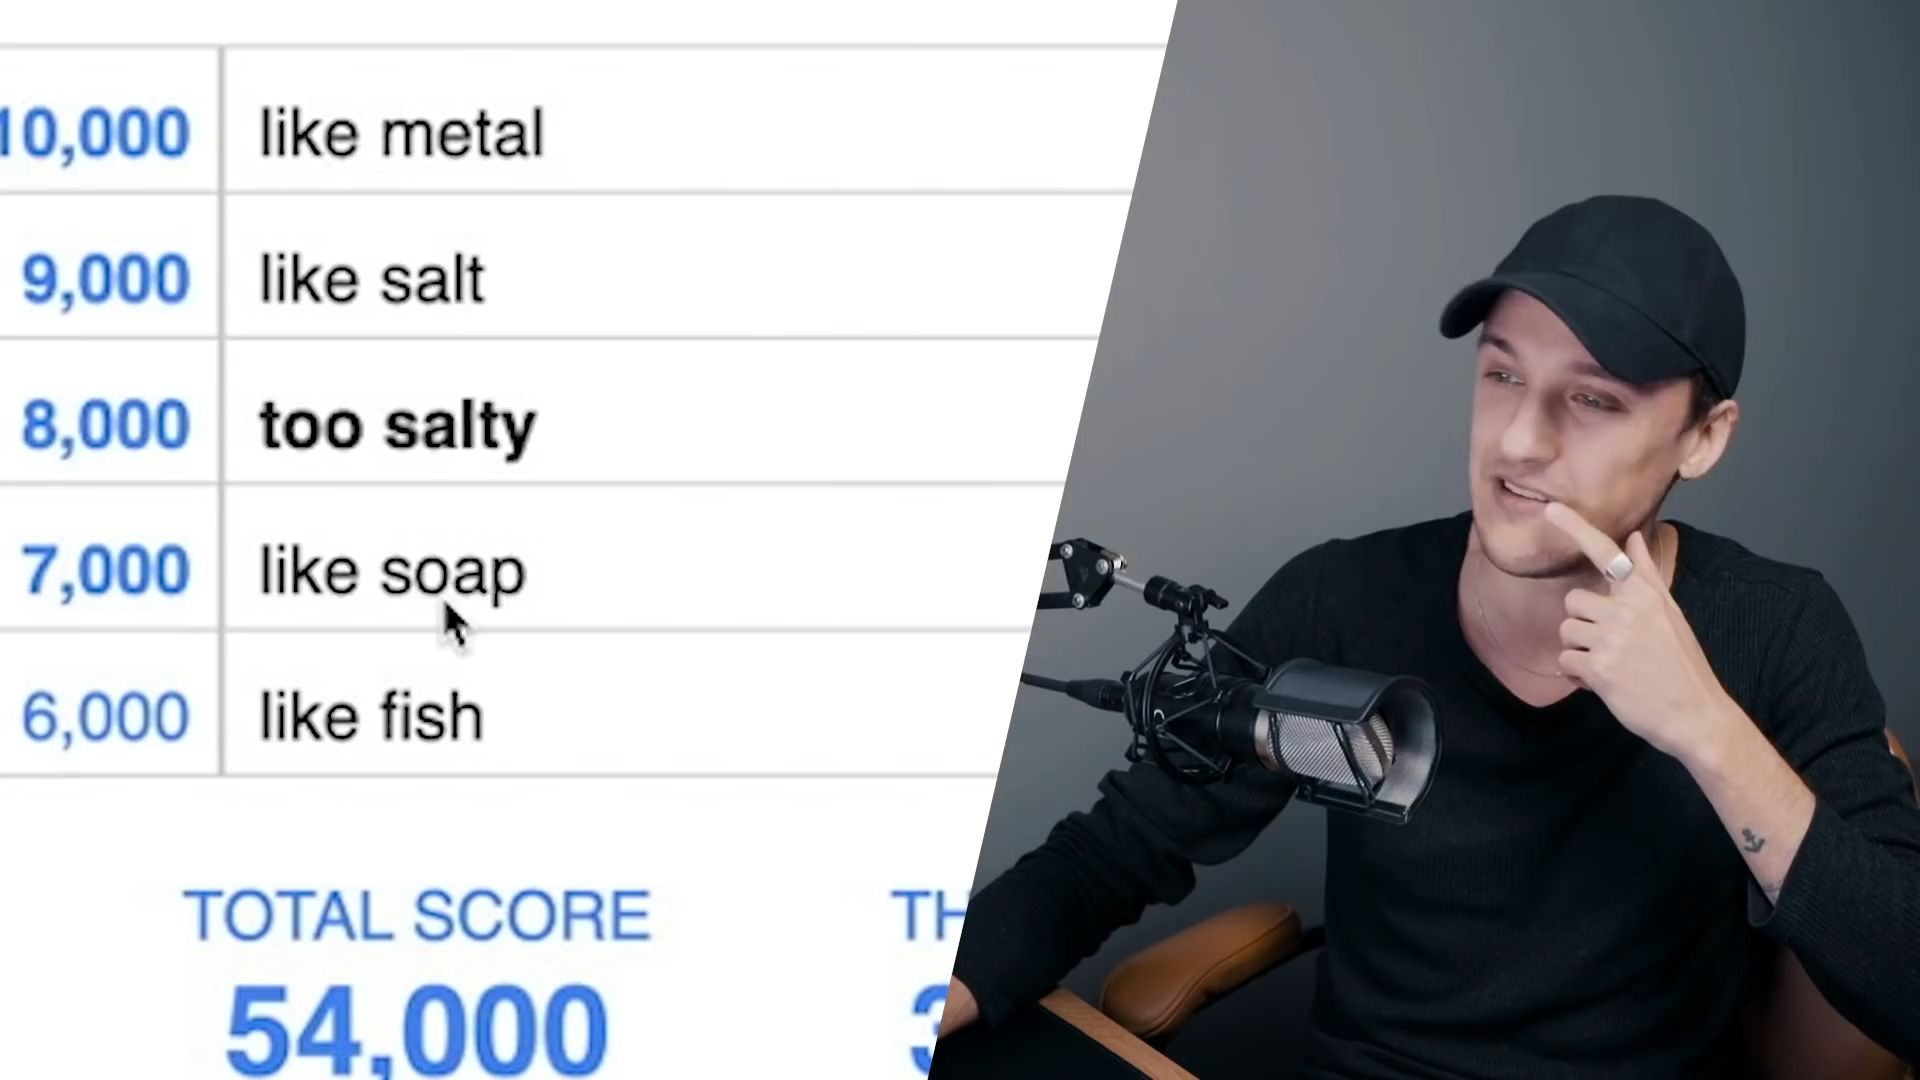 10,000 like metal
9,000 like salt
8,000 too salty
7,000 like soap
6,000 like fish
TOTAL SCORE
54,000